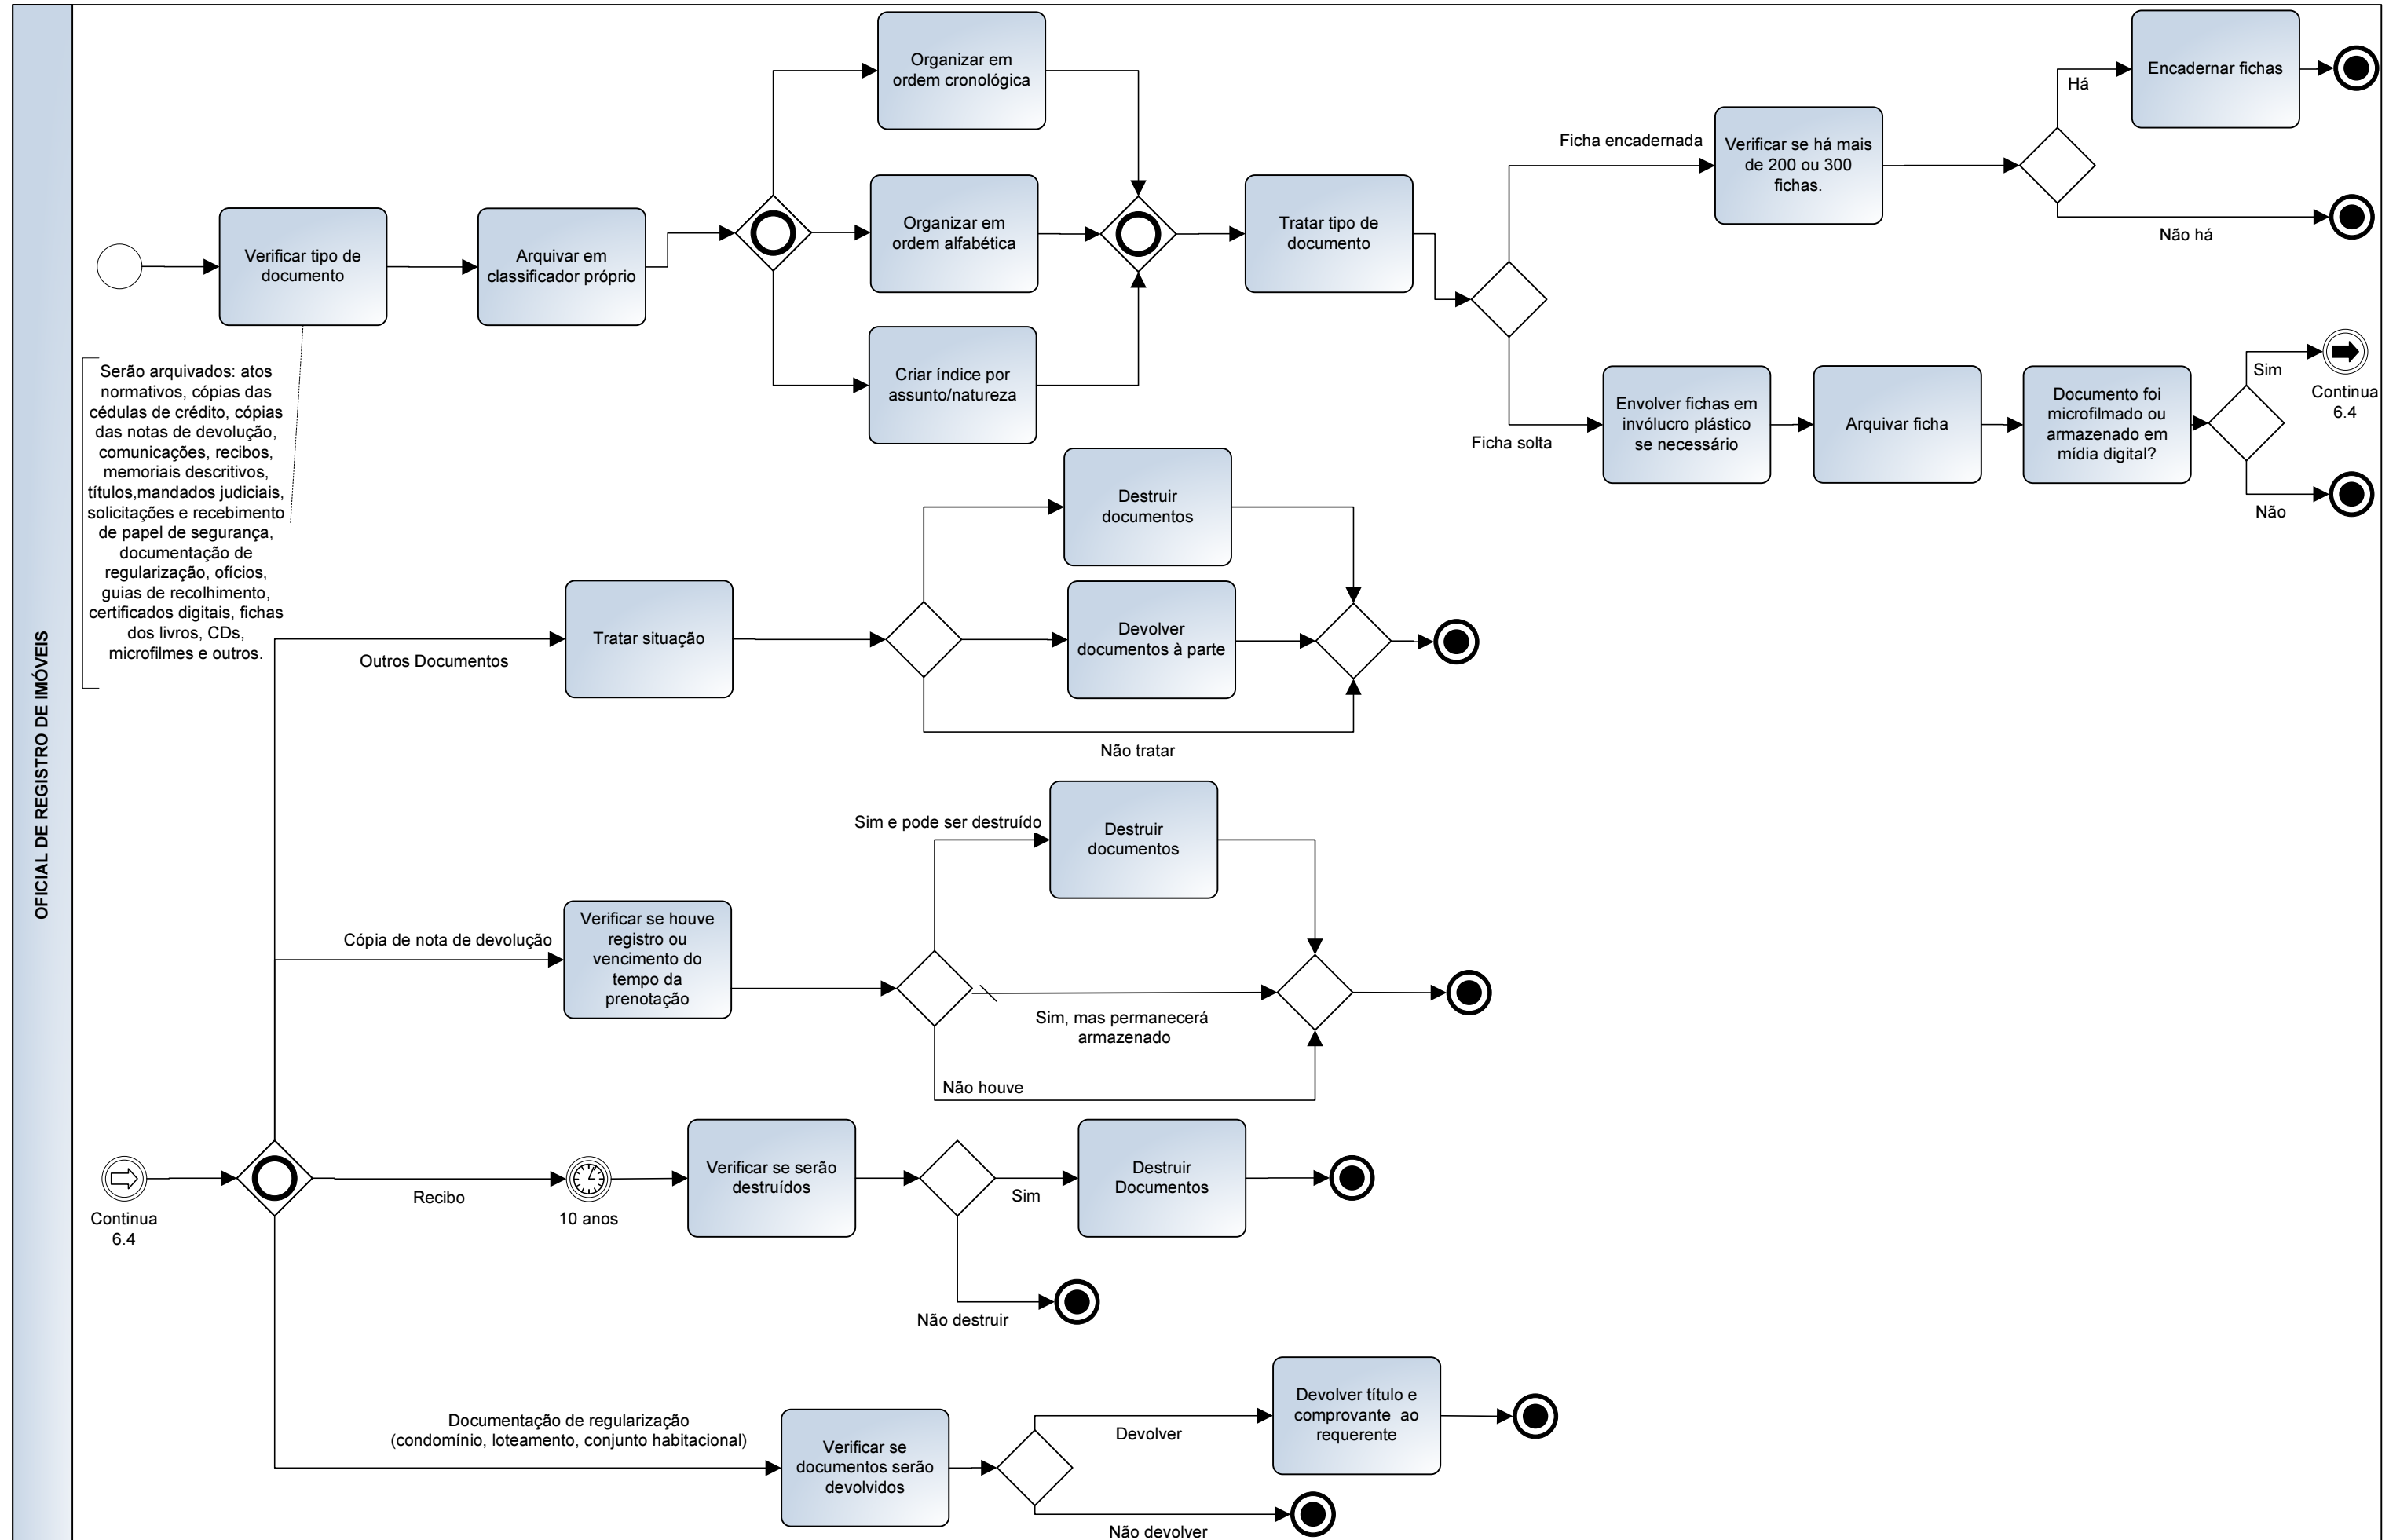 OFICIAL DE REGISTRO DE IMÓVEIS
Organizar em
ordem cronológica
Organizar em
ordem alfabética
Criar índice por
assunto/natureza
Verificar tipo de
documento
Arquivar em
classificador próprio
Tratar tipo de
documento
Ficha encadernada
Verificar se há mais
de 200 ou 300
fichas.
Há
Encadernar fichas
Não há
Ficha solta
Envolver fichas em
invólucro plástico
se necessário
Arquivar ficha
Documento foi
microfilmado ou
armazenado em
mídia digital?
Sim
Continua
6.4
Não
Serão arquivados: atos
normativos, cópias das
cédulas de crédito, cópias
das notas de devolução,
comunicações, recibos,
memoriais descritivos,
títulos,mandados judiciais,
solicitações e recebimento
de papel de segurança,
documentação de
regularização, ofícios,
guias de recolhimento,
certificados digitais, fichas
dos livros, CDs,
microfilmes e outros.
Outros Documentos
Tratar situação
Destruir
documentos
Devolver
documentos à parte
Não tratar
Cópia de nota de devolução
Verificar se houve
registro ou
vencimento do
tempo da
prenotação
Sim e pode ser destruído
Destruir
documentos
Sim, mas permanecerá
armazenado
Não houve
Continua
6.4
Recibo
10 anos
Verificar se serão
destruídos
Sim
Destruir
Documentos
Não destruir
Documentação de regularização
(condomínio, loteamento, conjunto habitacional)
Verificar se
documentos serão
devolvidos
Devolver
Devolver título e
comprovante ao
requerente
Não devolver